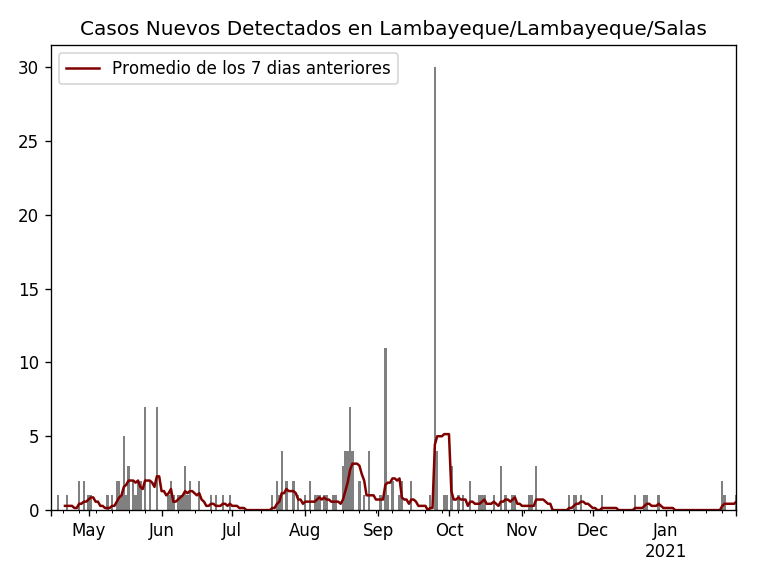 Casos Nuevos Detectados en Lambayeque/Lambayeque/Salas
Promedio de los 7 dias anteriores
30
25
20
15
10
5
0
May Jun Jul Aug Sep Oct Nov Dec Jan
2021